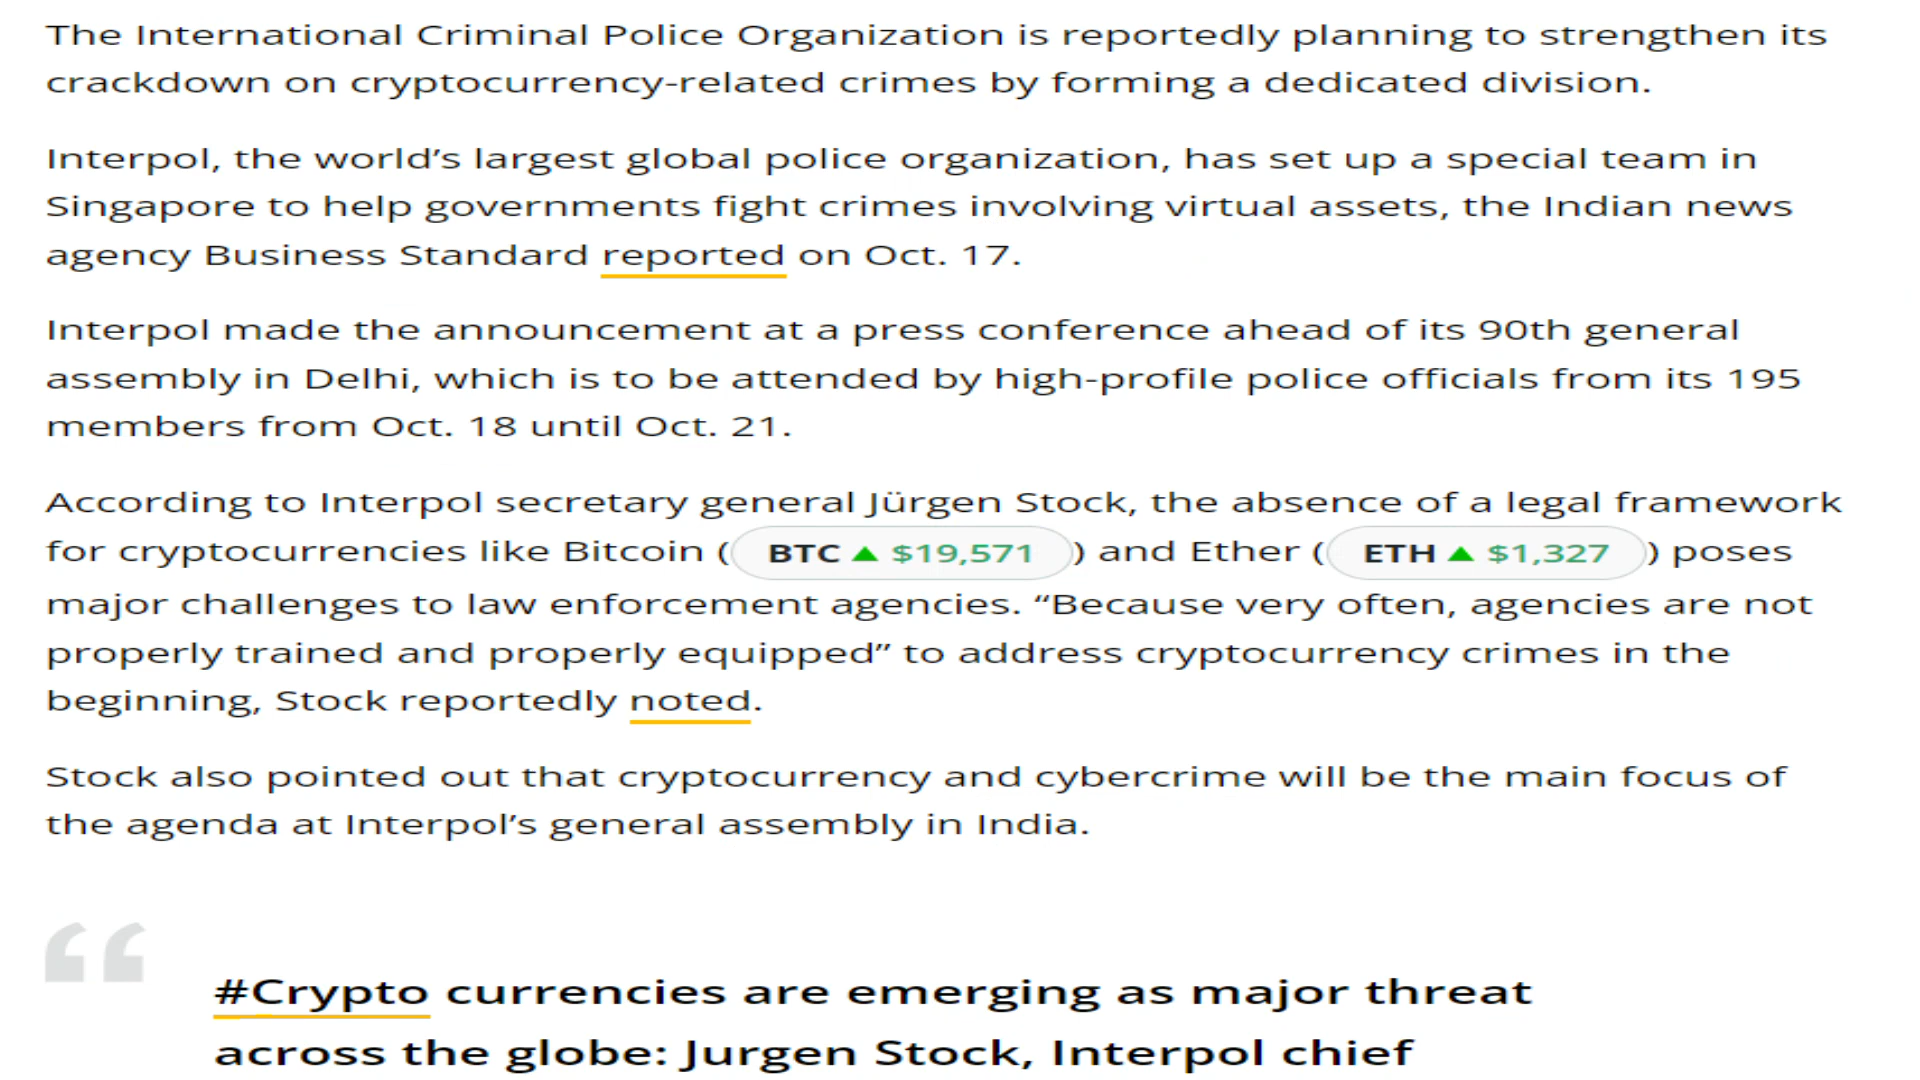 The International Criminal Police Organization is reportedly planning to strengthen its
crackdown on cryptocurrency-related crimes by forming a dedicated division.
Interpol, the world’s largest global police organization, has set up a special team in
Singapore to help governments fight crimes involving virtual assets, the Indian news
agency Business Standard reported on Oct. 17.
Interpol made the announcement at a press conference ahead of its 90th general
assembly in Delhi, which is to be attended by high-profile police officials from its 195
members from Oct. 18 until Oct. 21.
According to Interpol secretary general Jürgen Stock, the absence of a legal framework
for cryptocurrencies like Bitcoin (BTC ▲ $19,571) and Ether (ETH ▲ $1,327) poses
major challenges to law enforcement agencies. “Because very often, agencies are not
properly trained and properly equipped” to address cryptocurrency crimes in the
beginning, Stock reportedly noted.
Stock also pointed out that cryptocurrency and cybercrime will be the main focus of
the agenda at Interpol’s general assembly in India.
“
#Crypto currencies are emerging as major threat
across the globe: Jurgen Stock, Interpol chief